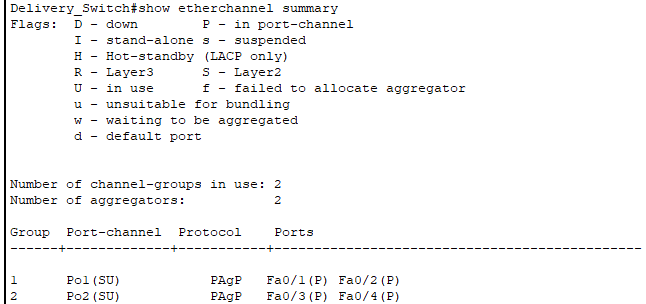 Delivery_Switch#show etherchannel summary
Flags:  D - down        P - in port-channel
        I - stand-alone s - suspended
        H - Hot-standby (LACP only)
        R - Layer3      S - Layer2
        U - in use      f - failed to allocate aggregator
        u - unsuitable for bundling
        w - waiting to be aggregated
        d - default port
Number of channel-groups in use: 2
Number of aggregators:           2
Group  Port-channel  Protocol    Ports
------+-------------+-----------+----------------------------------------------
1      Po1(SU)           PAgP   Fa0/1(P) Fa0/2(P)
2      Po2(SU)           PAgP   Fa0/3(P) Fa0/4(P)